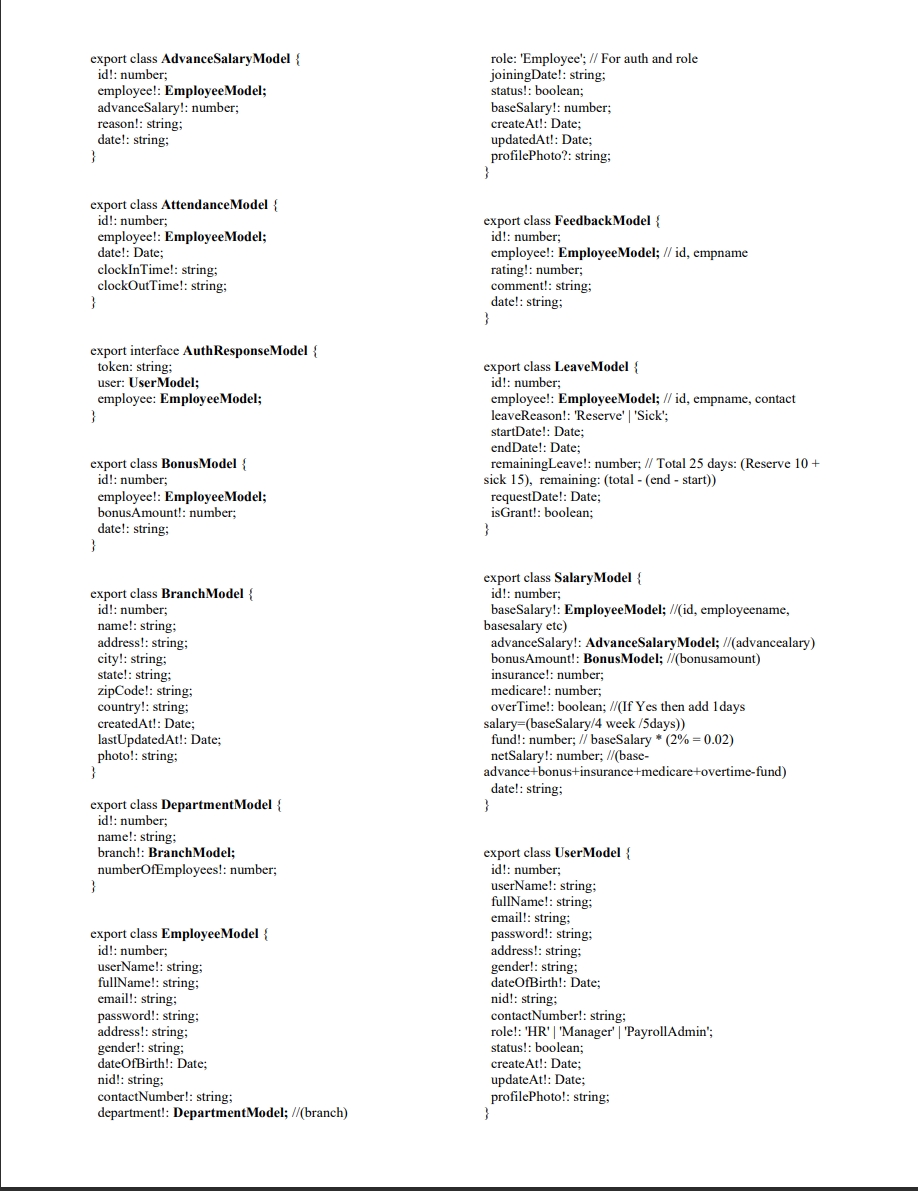 export class AdvanceSalaryModel {
id!: number;
employee!: EmployeeModel;
advanceSalary!: number;
reason!: string;
date!: string;
}
export class AttendanceModel {
id!: number;
employee!: EmployeeModel;
date!: Date;
clockInTime!: string;
clockOutTime!: string;
}
export interface AuthResponseModel {
token: string;
user: UserModel;
employee: EmployeeModel;
}
export class BonusModel {
id!: number;
employee!: EmployeeModel;
bonusAmount!: number;
date!: string;
}
export class BranchModel {
id!: number;
name!: string;
address!: string;
city!: string;
state!: string;
zipCode!: string;
country!: string;
createdAt!: Date;
lastUpdatedAt!: Date;
photo!: string;
}
export class DepartmentModel {
id!: number;
name!: string;
branch!: BranchModel;
numberOfEmployees!: number;
}
export class EmployeeModel {
id!: number;
userName!: string;
fullName!: string;
email!: string;
password!: string;
address!: string;
gender!: string;
dateOfBirth!: Date;
nid!: string;
contactNumber!: string;
department!: DepartmentModel; //(branch)
role: 'Employee'; // For auth and role
joiningDate!: string;
status!: boolean;
baseSalary!: number;
createAt!: Date;
updatedAt!: Date;
profilePhoto?: string;
}
export class FeedbackModel {
id!: number;
employee!: EmployeeModel; // id, empname
rating!: number;
comment!: string;
date!: string;
}
export class LeaveModel {
id!: number;
employee!: EmployeeModel; // id, empname, contact
leaveReason!: 'Reserve' | 'Sick';
startDate!: Date;
endDate!: Date;
remainingLeave!: number; // Total 25 days: (Reserve 10 +
sick 15),  remaining: (total - (end - start))
requestDate!: Date;
isGrant!: boolean;
}
export class SalaryModel {
id!: number;
baseSalary!: EmployeeModel; //(id, employeename,
basesalary etc)
advanceSalary!: AdvanceSalaryModel; //(advancealary)
bonusAmount!: BonusModel; //(bonusamount)
insurance!: number;
medicare!: number;
overTime!: boolean; //(If Yes then add 1days
salary=(baseSalary/4 week /5days))
fund!: number; // baseSalary * (2% = 0.02)
netSalary!: number; //(base-
advance+bonus+insurance+medicare+overtime-fund)
date!: string;
}
export class UserModel {
id!: number;
userName!: string;
fullName!: string;
email!: string;
password!: string;
address!: string;
gender!: string;
dateOfBirth!: Date;
nid!: string;
contactNumber!: string;
role!: 'HR' | 'Manager' | 'PayrollAdmin';
status!: boolean;
createAt!: Date;
updateAt!: Date;
profilePhoto!: string;
}